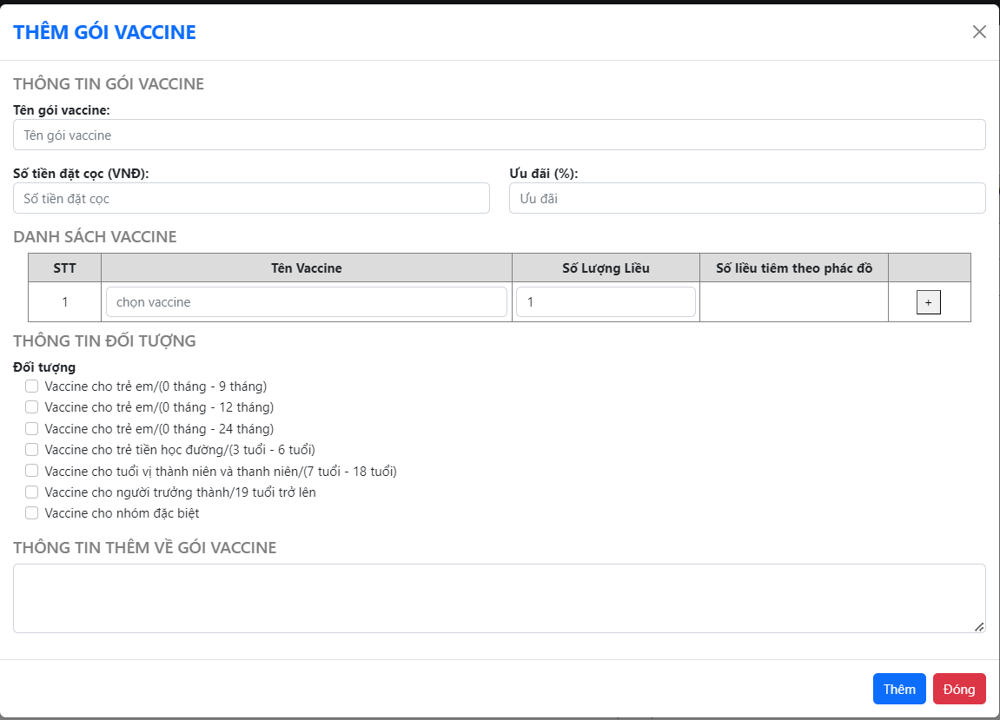 THÊM GÓI VACCINE
THÔNG TIN GÓI VACCINE
Tên gói vaccine:
Tên gói vaccine
Số tiền đặt cọc (VNĐ): Ưu đãi (%):
Số tiền đặt cọc Ưu đãi
DANH SÁCH VACCINE
STT Tên Vaccine Số Lượng Liều Số liều tiêm theo phác đồ
1 chọn vaccine 1 +
THÔNG TIN ĐỐI TƯỢNG
Đối tượng
Vaccine cho trẻ em/(0 tháng - 9 tháng)
Vaccine cho trẻ em/(0 tháng - 12 tháng)
Vaccine cho trẻ em/(0 tháng - 24 tháng)
Vaccine cho trẻ tiền học đường/(3 tuổi - 6 tuổi)
Vaccine cho tuổi vị thành niên và thanh niên/(7 tuổi - 18 tuổi)
Vaccine cho người trưởng thành/19 tuổi trở lên
Vaccine cho nhóm đặc biệt
THÔNG TIN THÊM VỀ GÓI VACCINE
Thêm Đóng